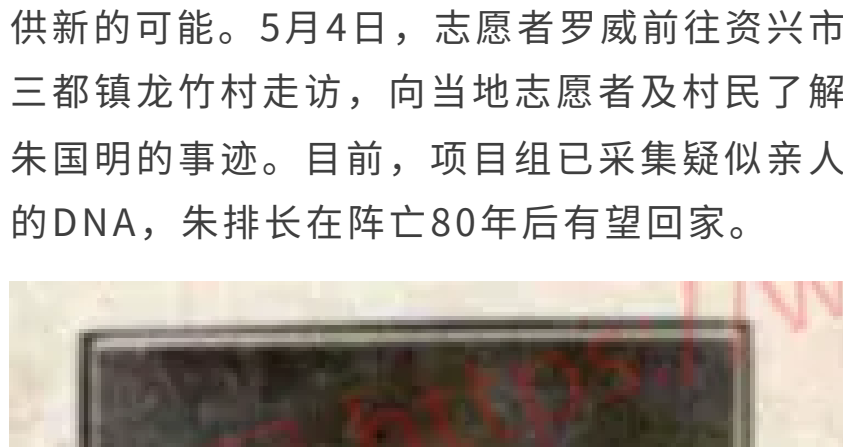 供新的可能。5月4日，志愿者罗威前往资兴市
三都镇龙竹村走访，向当地志愿者及村民了解
朱国明的事迹。目前，项目组已采集疑似亲人
的DNA，朱排长在阵亡80年后有望回家。
https://w